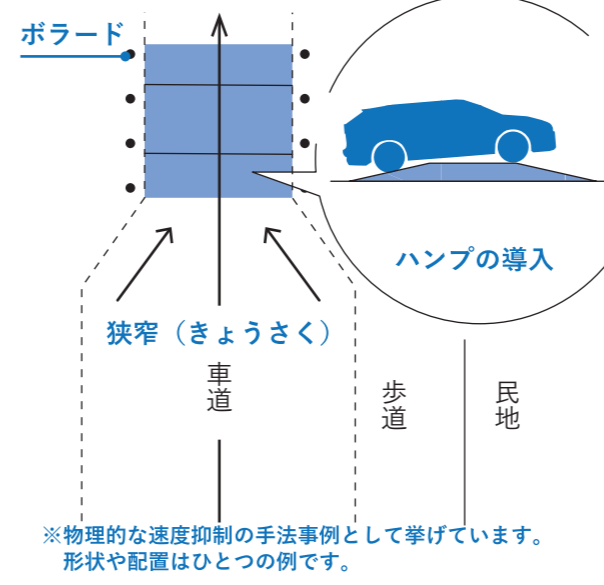 ボラード
ハンプの導入
狭窄（きょうさく）
車道
歩道
民地
※物理的な速度抑制の手法事例として挙げています。
形状や配置はひとつの例です。